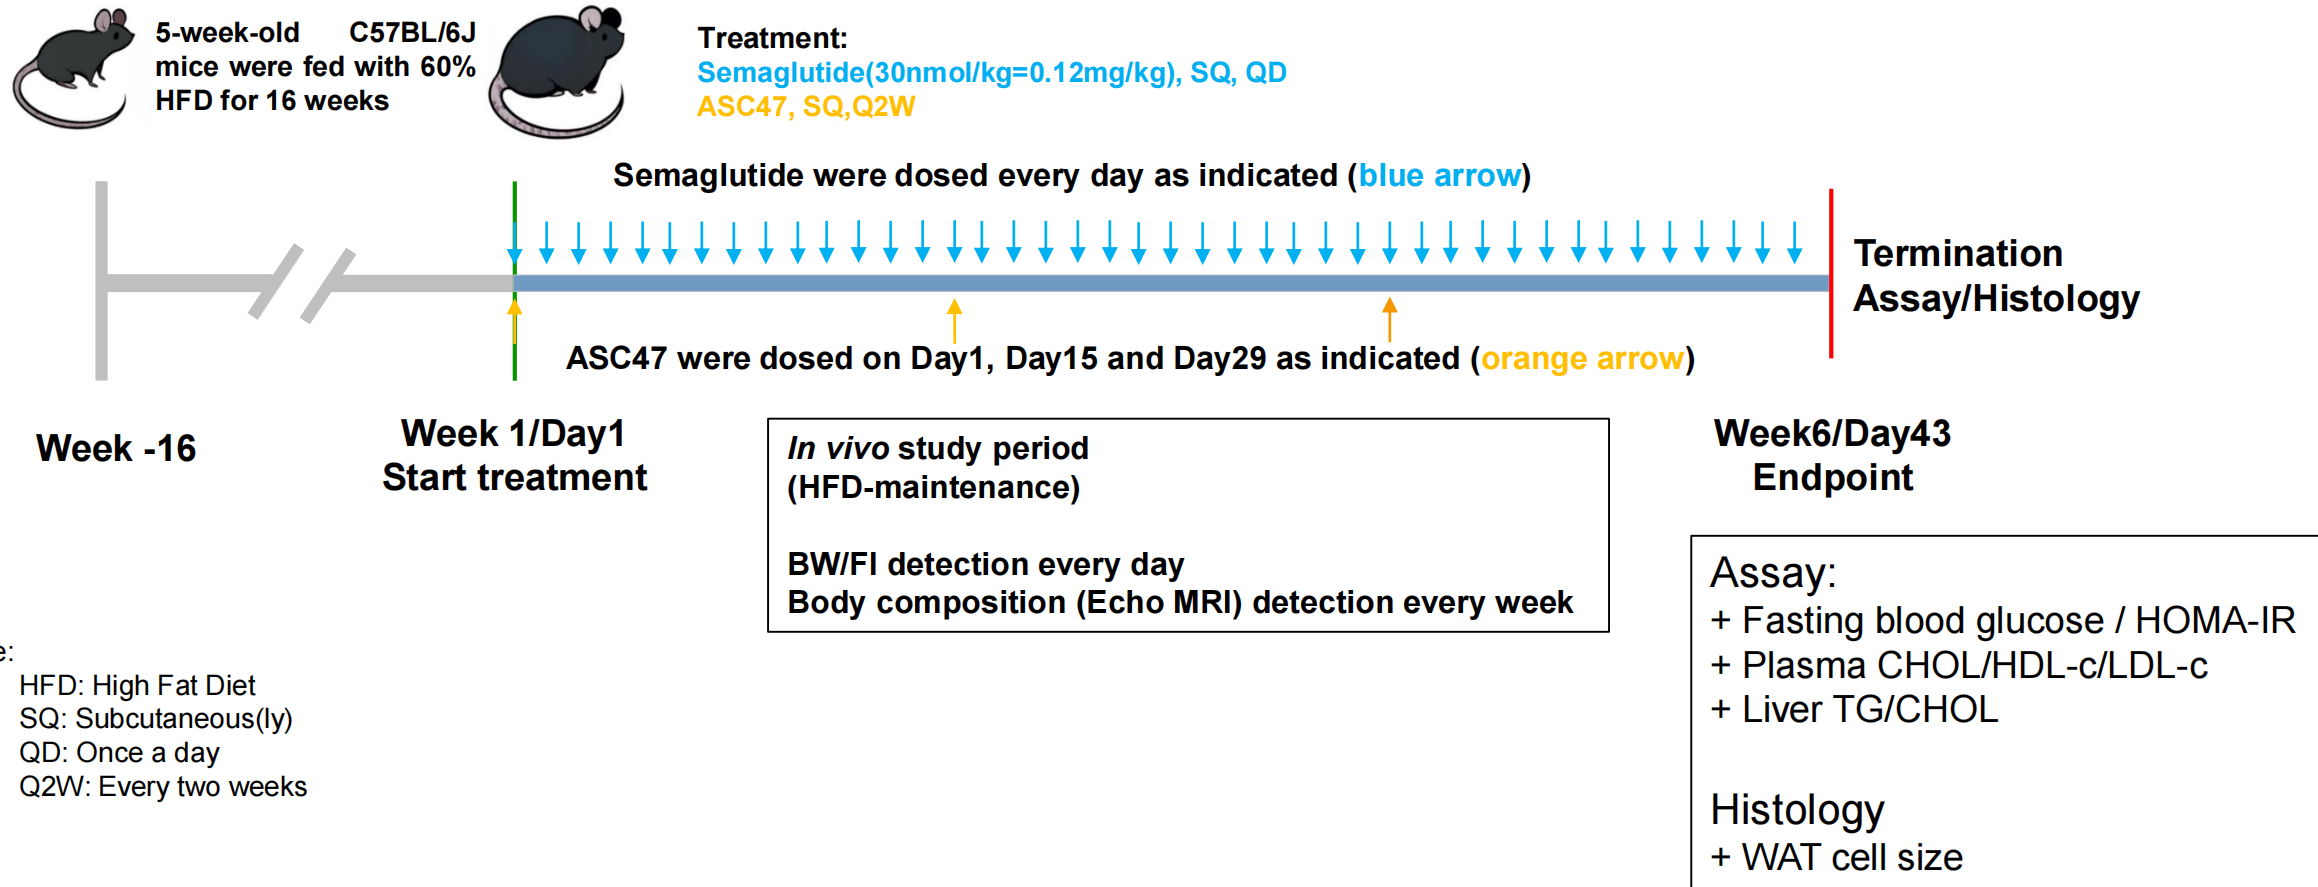 5-week-old C57BL/6J
mice were fed with 60%
HFD for 16 weeks
Treatment:
Semaglutide(30nmol/kg=0.12mg/kg), SQ, QD
ASC47, SQ,Q2W
Semaglutide were dosed every day as indicated (blue arrow)
Termination
Assay/Histology
ASC47 were dosed on Day1, Day15 and Day29 as indicated (orange arrow)
Week -16
Week 1/Day1
Start treatment
In vivo study period
(HFD-maintenance)
BW/FI detection every day
Body composition (Echo MRI) detection every week
Week6/Day43
Endpoint
Assay:
+ Fasting blood glucose / HOMA-IR
+ Plasma CHOL/HDL-c/LDL-c
+ Liver TG/CHOL
Histology
+ WAT cell size
e:
HFD: High Fat Diet
SQ: Subcutaneous(ly)
QD: Once a day
Q2W: Every two weeks